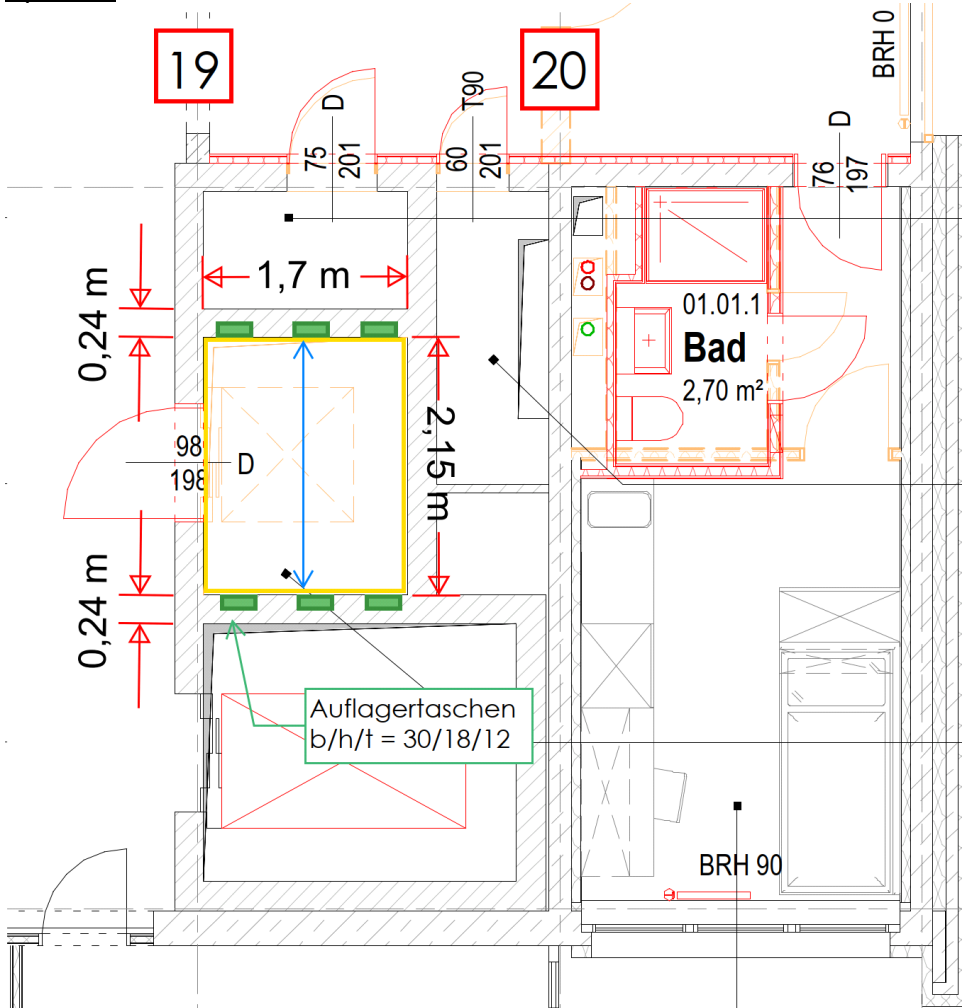 19
20
BRH 0
75
201
D
60
201
T90
76
197
D
1,7 m
0,24 m
01.01.1
Bad
2,70 m²
2,15 m
98
198
D
0,24 m
Auflagertaschen
b/h/t = 30/18/12
BRH 90